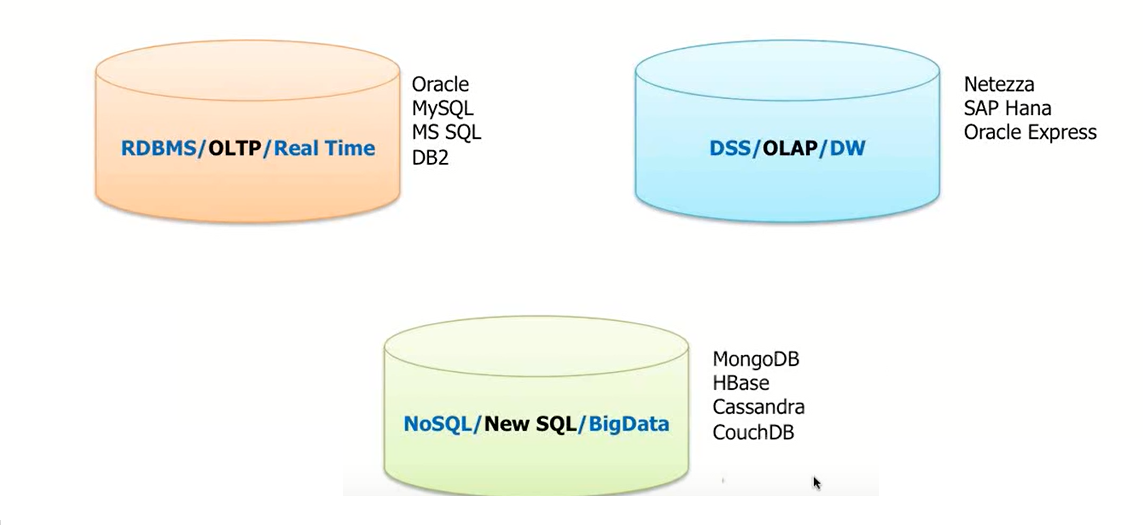 RDBMS/OLTP/Real Time
Oracle
MySQL
MS SQL
DB2
DSS/OLAP/DW
Netezza
SAP Hana
Oracle Express
NoSQL/New SQL/BigData
MongoDB
HBase
Cassandra
CouchDB